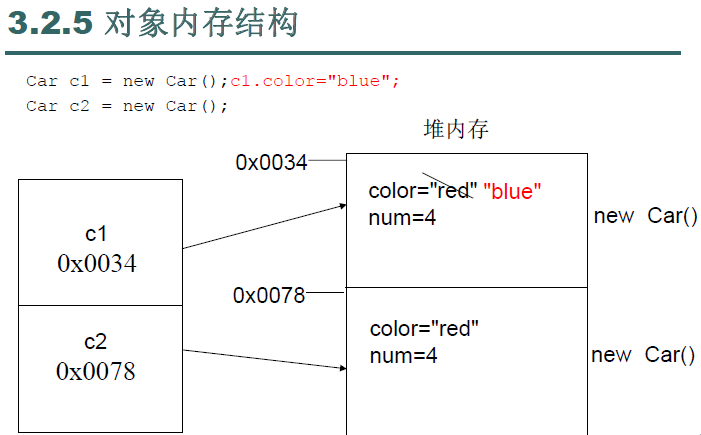 3.2.5 对象内存结构
Car c1 = new Car();c1.color="blue";
Car c2 = new Car();
堆内存
0x0034
color="red" "blue"
num=4
new Car()
c1
0x0034
0x0078
color="red"
num=4
new Car()
c2
0x0078